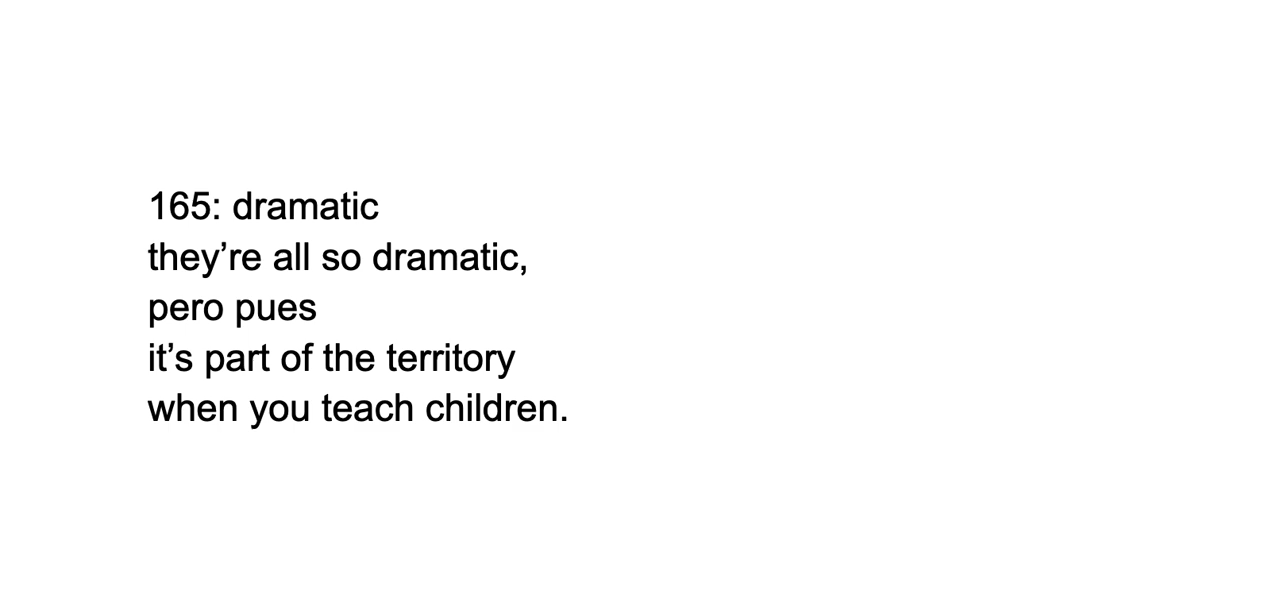 165: dramatic
they’re all so dramatic,
pero pues
it’s part of the territory
when you teach children.